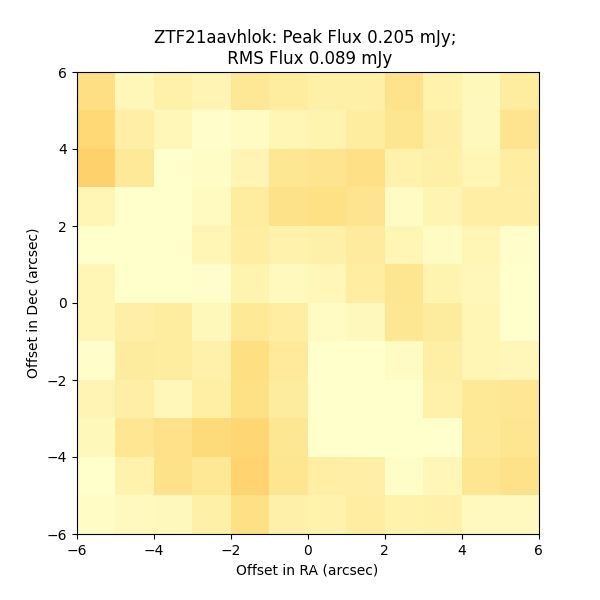 ZTF21aavhlok: Peak Flux 0.205 mJy;
RMS Flux 0.089 mJy
6
4
2
0
−2
−4
−6
Offset in Dec (arcsec)
−6 −4 −2 0 2 4 6
Offset in RA (arcsec)